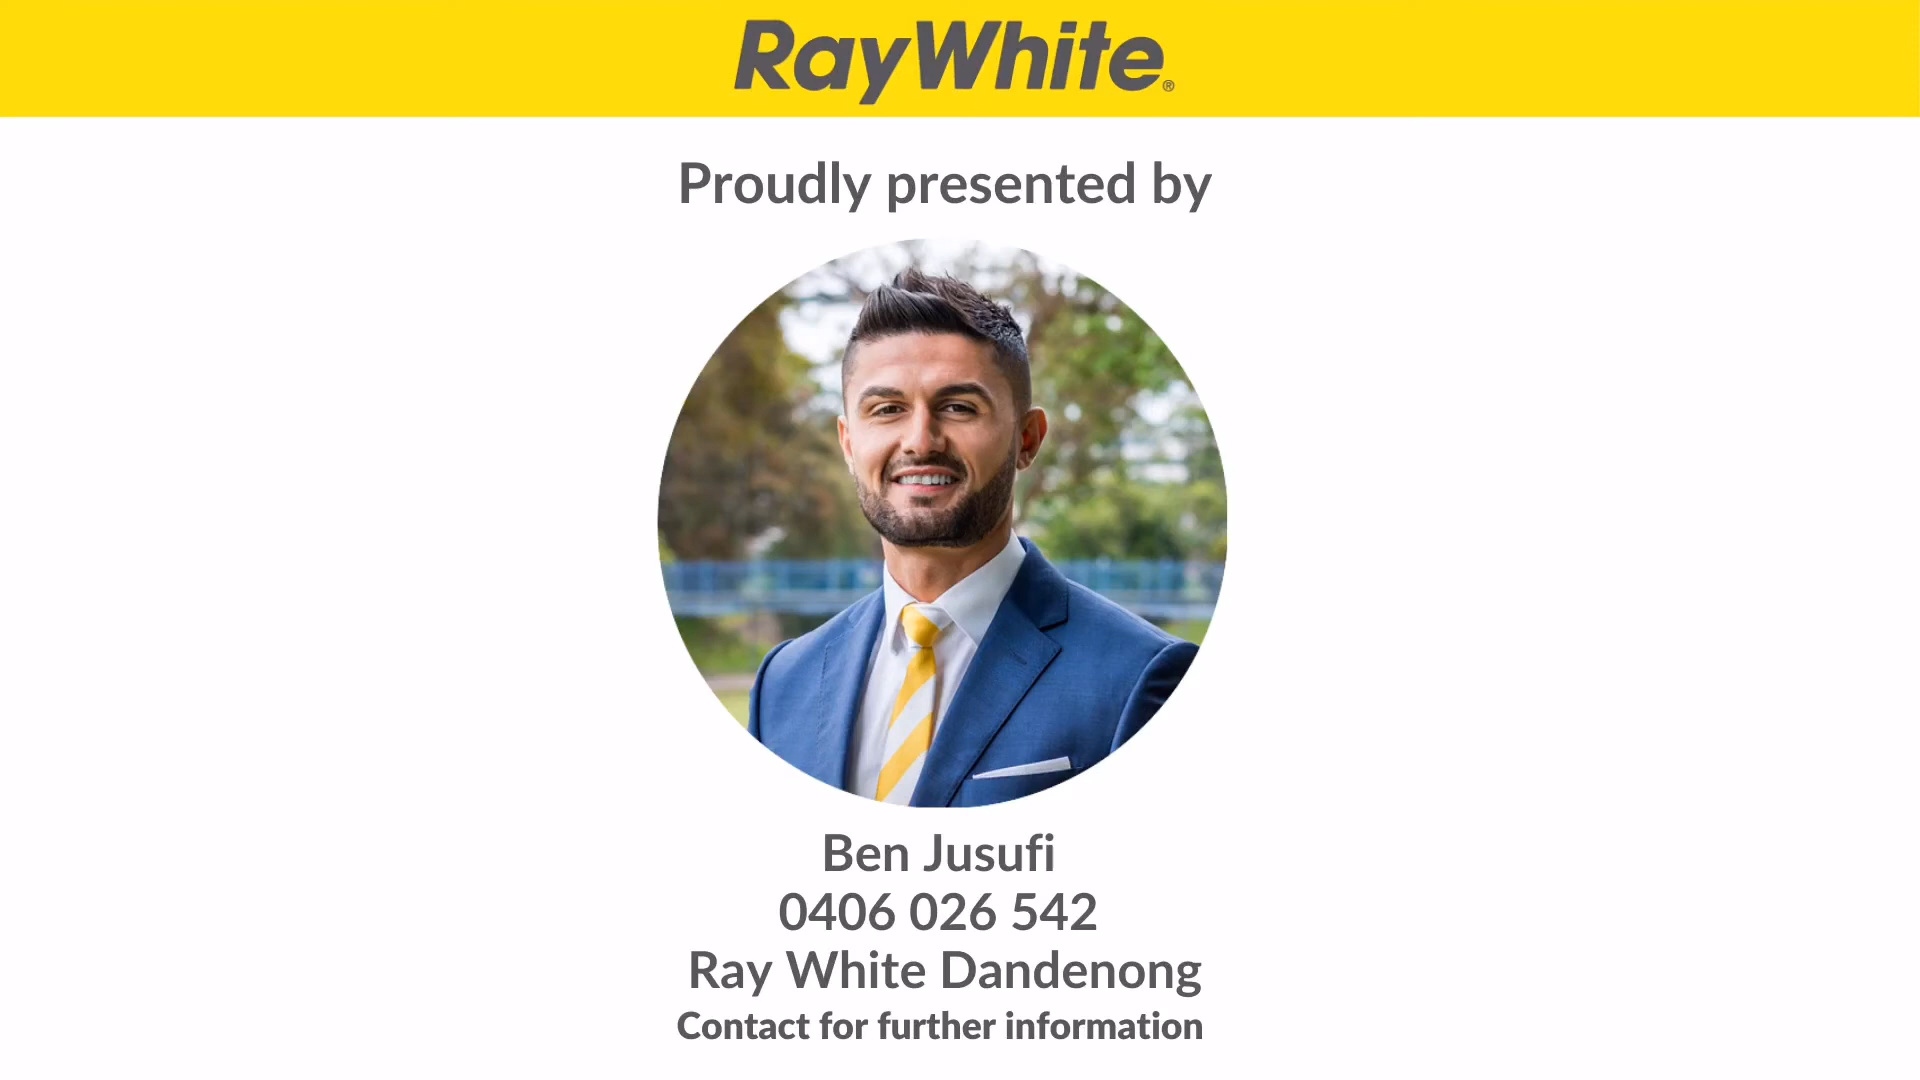 RayWhite®
Proudly presented by
Ben Jusufi
0406 026 542
Ray White Dandenong
Contact for further information